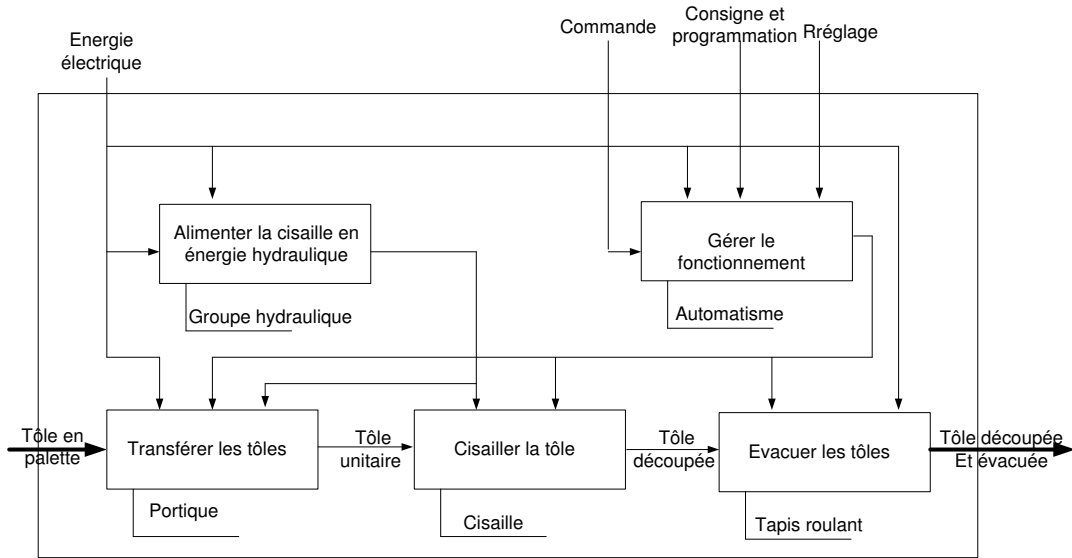 Energie
électrique
Commande
Consigne et
programmation
Rréglage
Alimenter la cisaille en
énergie hydraulique
Groupe hydraulique
Gérer le
fonctionnement
Automatisme
Tôle en
palette
Transférer les tôles
Portique
Tôle
unitaire
Cisailler la tôle
Cisaille
Tôle
découpée
Evacuer les tôles
Tapis roulant
Tôle découpée
Et évacuée